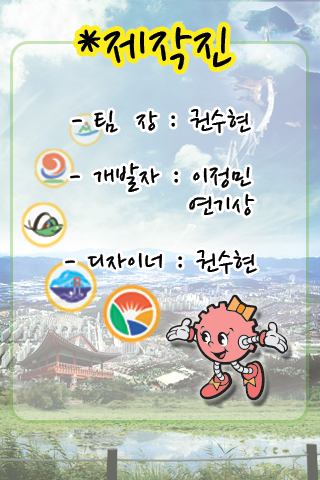 *제작진
- 팀 장 : 권수현
- 개발자 : 이정민
연기상
- 디자이너 : 권수현